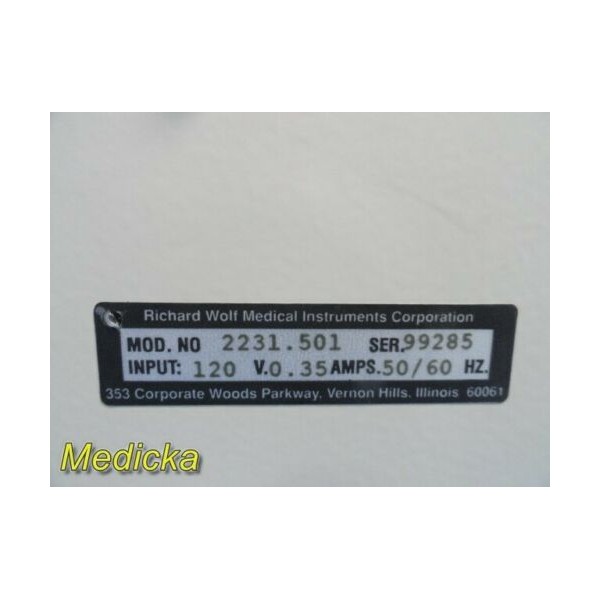 Richard Wolf Medical Instruments Corporation
MOD. NO 2231.501 SER. 99285
INPUT: 120 V. 0.35 AMPS. 50/60 HZ.
353 Corporate Woods Parkway, Vernon Hills, Illinois 60061
Medicka